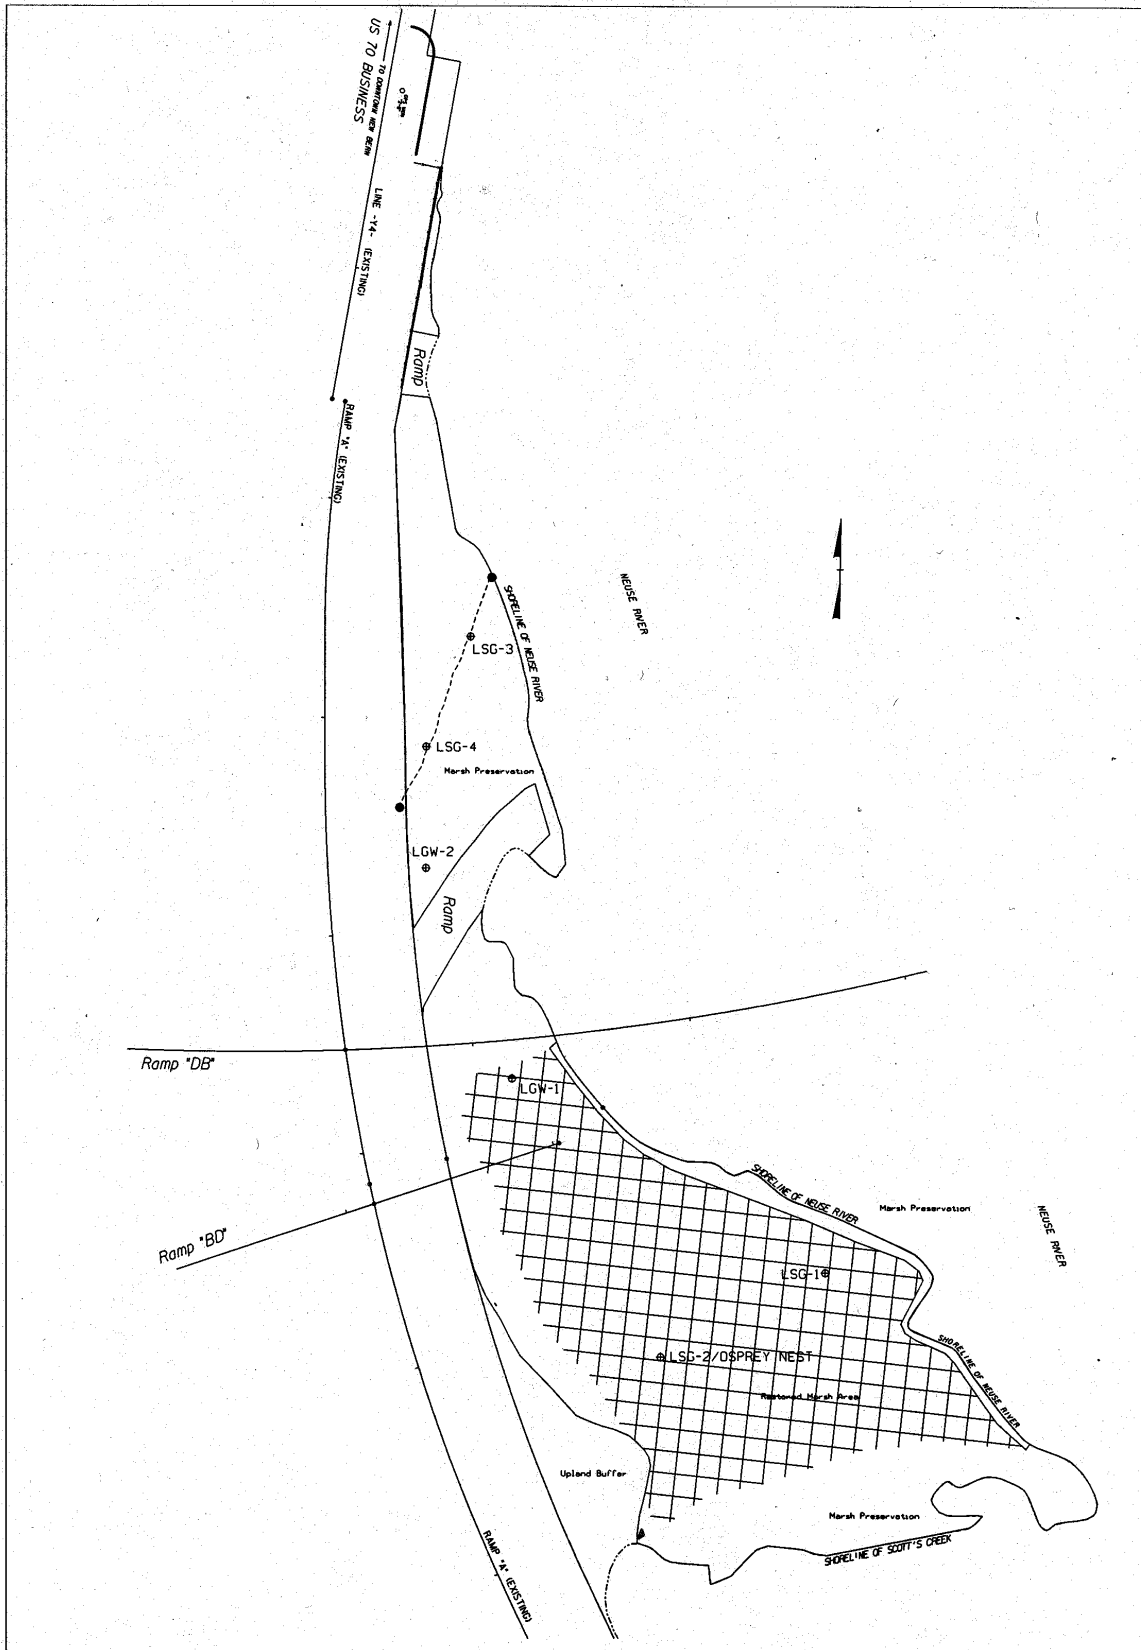 US 70 BUSINESS
TO DOWNTOWN NEW BERN
LINE -Y4- (EXISTING)
Ramp
RAMP "A" (EXISTING)
SHORELINE OF NEUSE RIVER
NEUSE RIVER
LSG-3
LSG-4
Marsh Preservation
LGW-2
Ramp
Ramp "DB"
LGW-1
Ramp "BD"
SHORELINE OF NEUSE RIVER
Marsh Preservation
NEUSE RIVER
LSG-1
SHORELINE OF NEUSE RIVER
LSG-2/OSPREY NEST
Restored Marsh Area
Upland Buffer
Marsh Preservation
SHORELINE OF SCOTT'S CREEK
RAMP "A" (EXISTING)